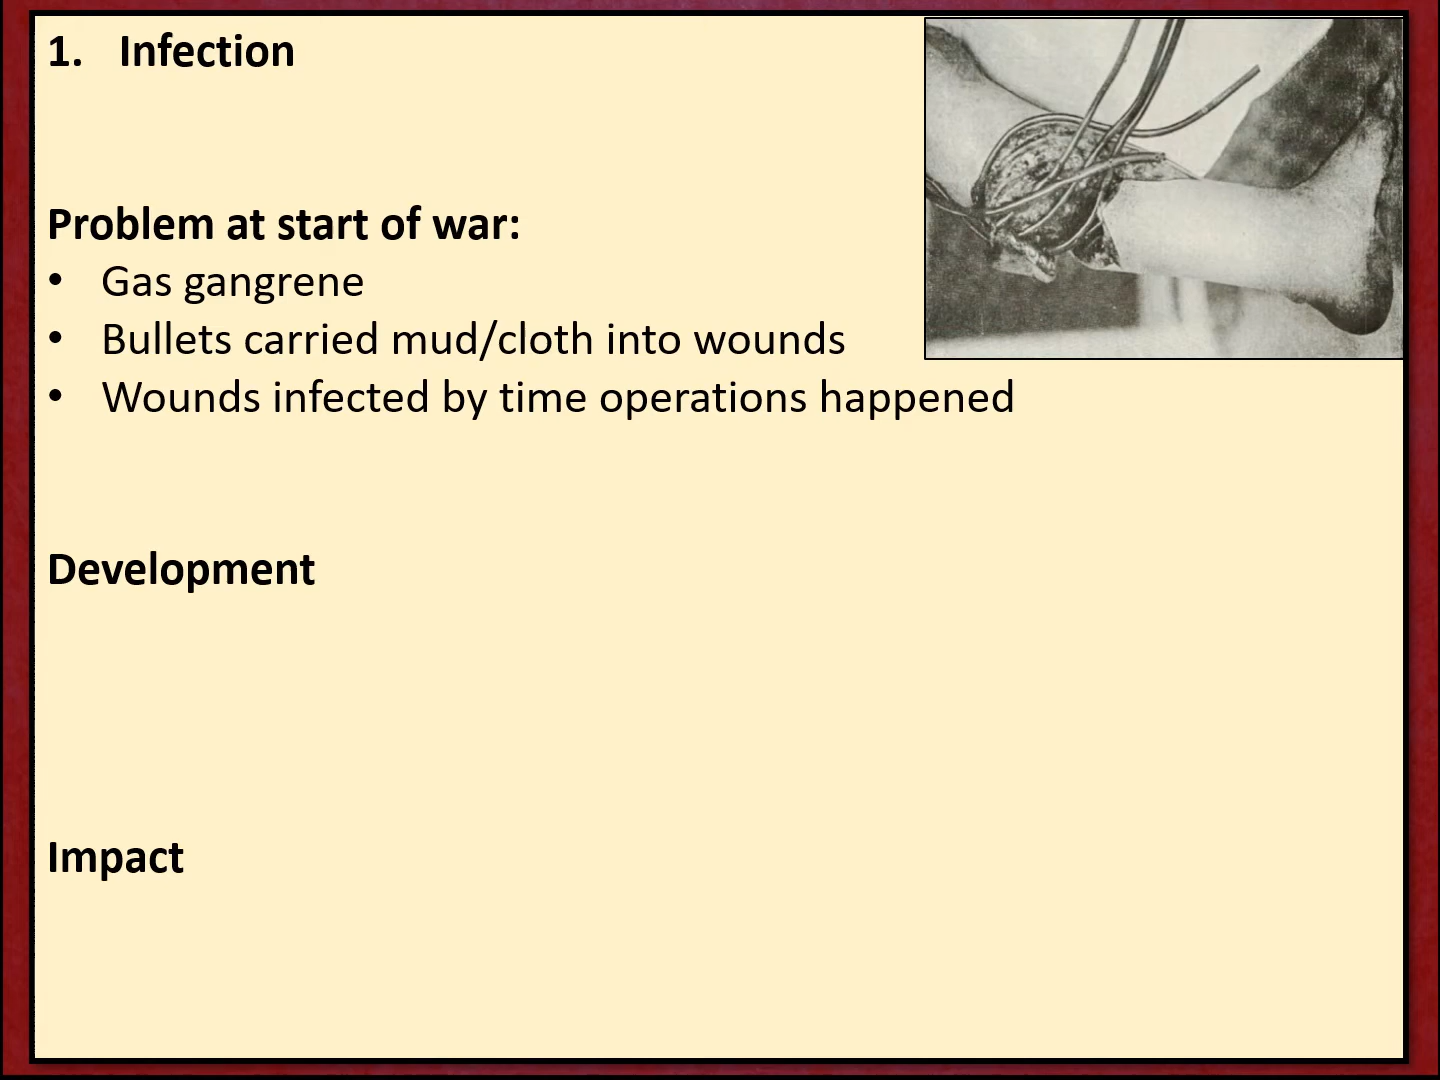 1. Infection
Problem at start of war:
• Gas gangrene
• Bullets carried mud/cloth into wounds
• Wounds infected by time operations happened
Development
Impact